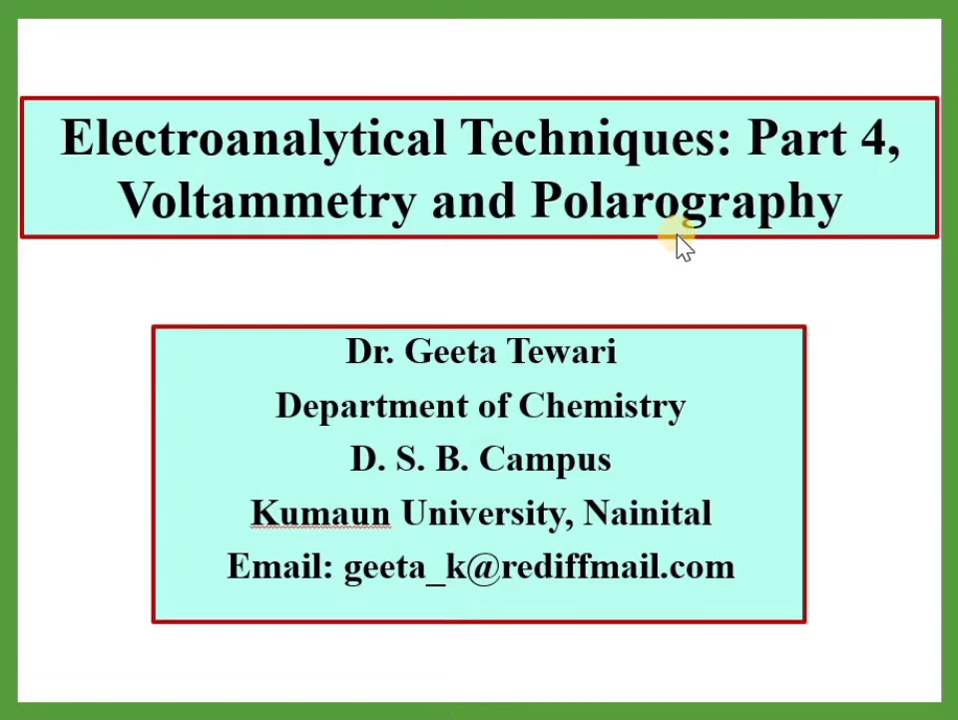 Electroanalytical Techniques: Part 4,
Voltammetry and Polarography
Dr. Geeta Tewari
Department of Chemistry
D. S. B. Campus
Kumaun University, Nainital
Email: geeta_k@rediffmail.com